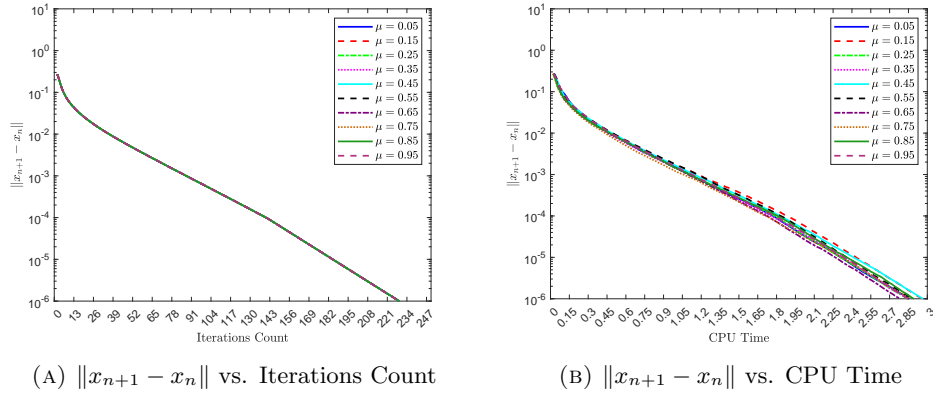 10^1
10^0
10^-1
10^-2
10^-3
10^-4
10^-5
10^-6
‖x_{n+1} − x_n‖
0 13 26 39 52 65 78 91 104 117 130 143 156 169 182 195 208 221 234 247
Iterations Count
μ = 0.05
μ = 0.15
μ = 0.25
μ = 0.35
μ = 0.45
μ = 0.55
μ = 0.65
μ = 0.75
μ = 0.85
μ = 0.95
(A) ‖x_{n+1} − x_n‖ vs. Iterations Count
10^1
10^0
10^-1
10^-2
10^-3
10^-4
10^-5
10^-6
‖x_{n+1} − x_n‖
0 0.15 0.3 0.45 0.6 0.75 0.9 1.05 1.2 1.35 1.5 1.65 1.8 1.95 2.1 2.25 2.4 2.55 2.7 2.85 3
CPU Time
μ = 0.05
μ = 0.15
μ = 0.25
μ = 0.35
μ = 0.45
μ = 0.55
μ = 0.65
μ = 0.75
μ = 0.85
μ = 0.95
(B) ‖x_{n+1} − x_n‖ vs. CPU Time